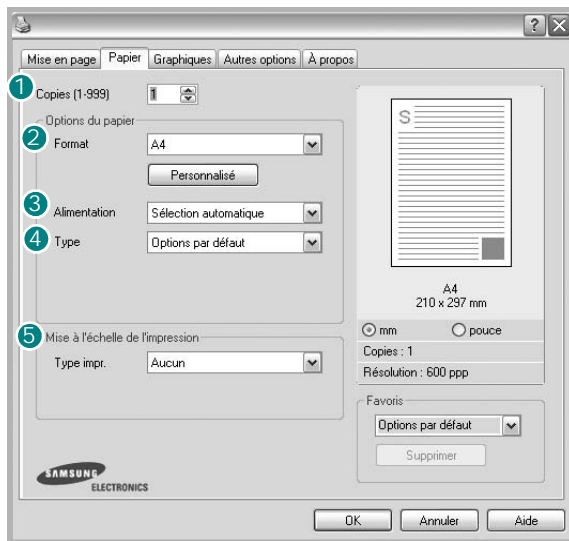 Mise en page Papier Graphiques Autres options À propos
1 Copies (1-999) 1
Options du papier
2 Format A4
Personnalisé
3 Alimentation Sélection automatique
4 Type Options par défaut
5 Mise à l'échelle de l'impression
Type impr. Aucun
S
A4
210 x 297 mm
mm pouce
Copies : 1
Résolution : 600 ppp
Favoris
Options par défaut
Supprimer
SAMSUNG
ELECTRONICS
OK Annuler Aide